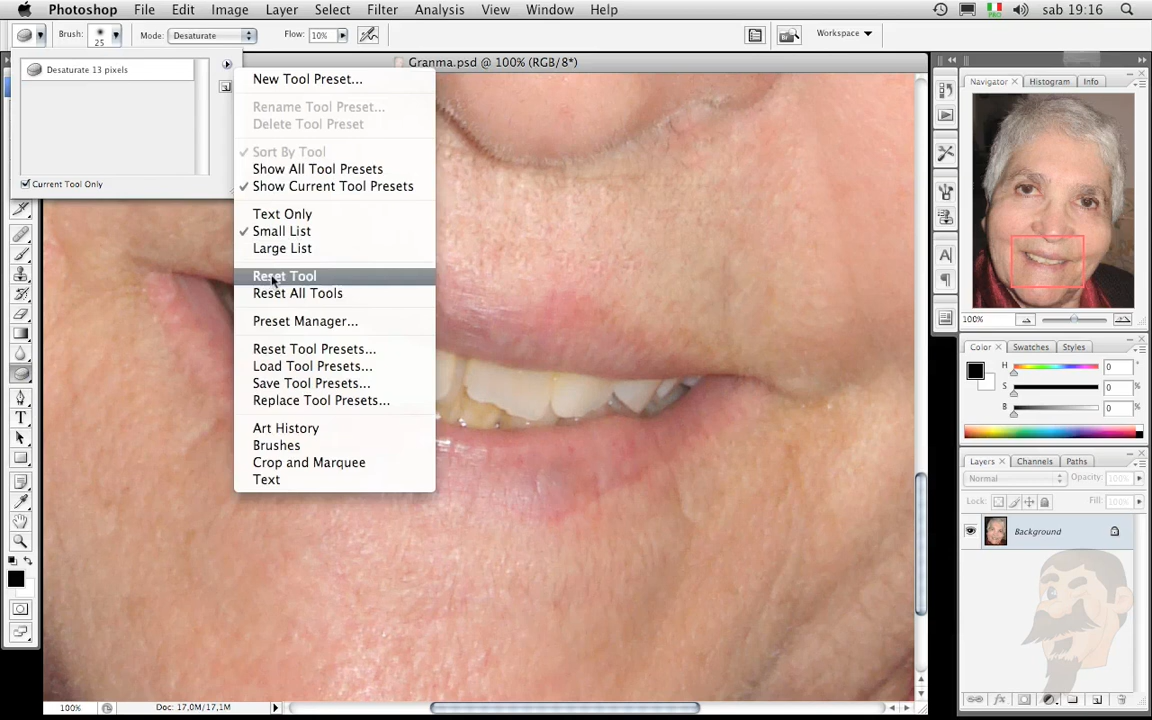 Photoshop File Edit Image Layer Select Filter Analysis View Window Help sab 19:16
Brush: 25 Mode: Desaturate Flow: 10% Workspace
Desaturate 13 pixels
Current Tool Only
New Tool Preset...
Rename Tool Preset...
Delete Tool Preset
Sort By Tool
Show All Tool Presets
Show Current Tool Presets
Text Only
Small List
Large List
Reset Tool
Reset All Tools
Preset Manager...
Reset Tool Presets...
Load Tool Presets...
Save Tool Presets...
Replace Tool Presets...
Art History
Brushes
Crop and Marquee
Text
Granma.psd @ 100% (RGB/8*)
100% Doc: 17,0M/17,1M
Navigator × Histogram Info
100%
Color × Swatches Styles
H 0 °
S 0 %
B 0 %
Layers × Channels Paths
Normal Opacity: 100%
Lock: Fill: 100%
Background